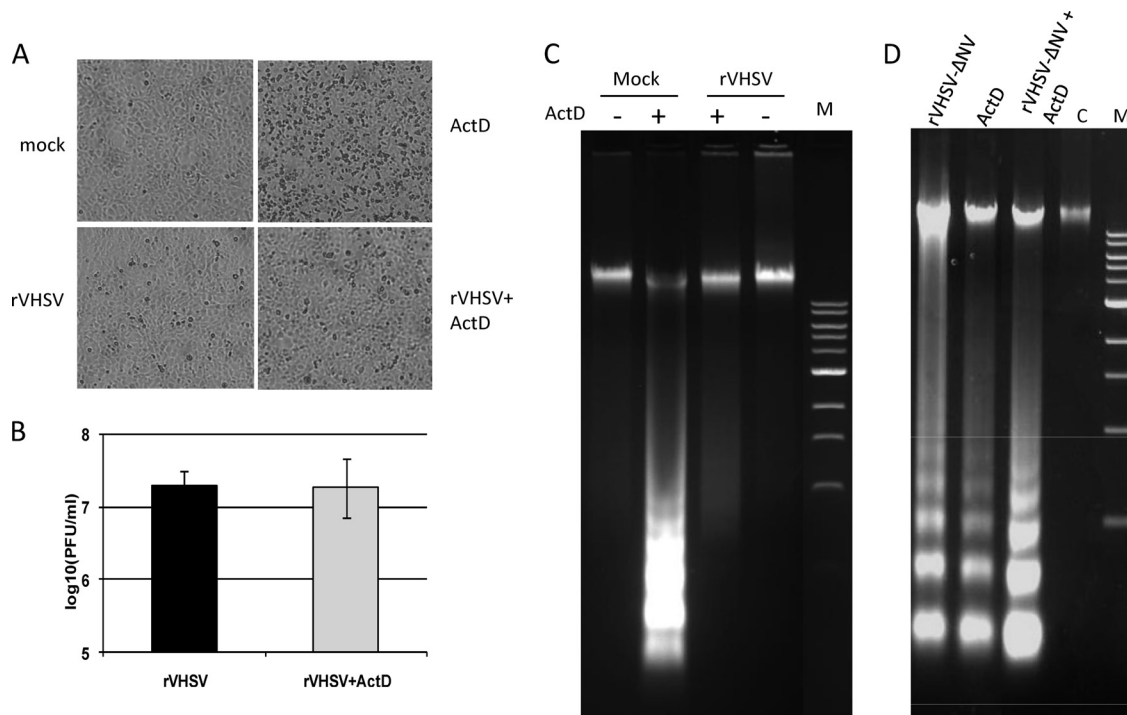 A
mock
ActD
rVHSV
rVHSV+
ActD
B
8
7
6
5
log10(PFU/ml)
rVHSV
rVHSV+ActD
C
Mock
rVHSV
ActD
-
+
+
-
M
D
rVHSV-ΔNV
ActD
rVHSV-ΔNV +
ActD
C
M